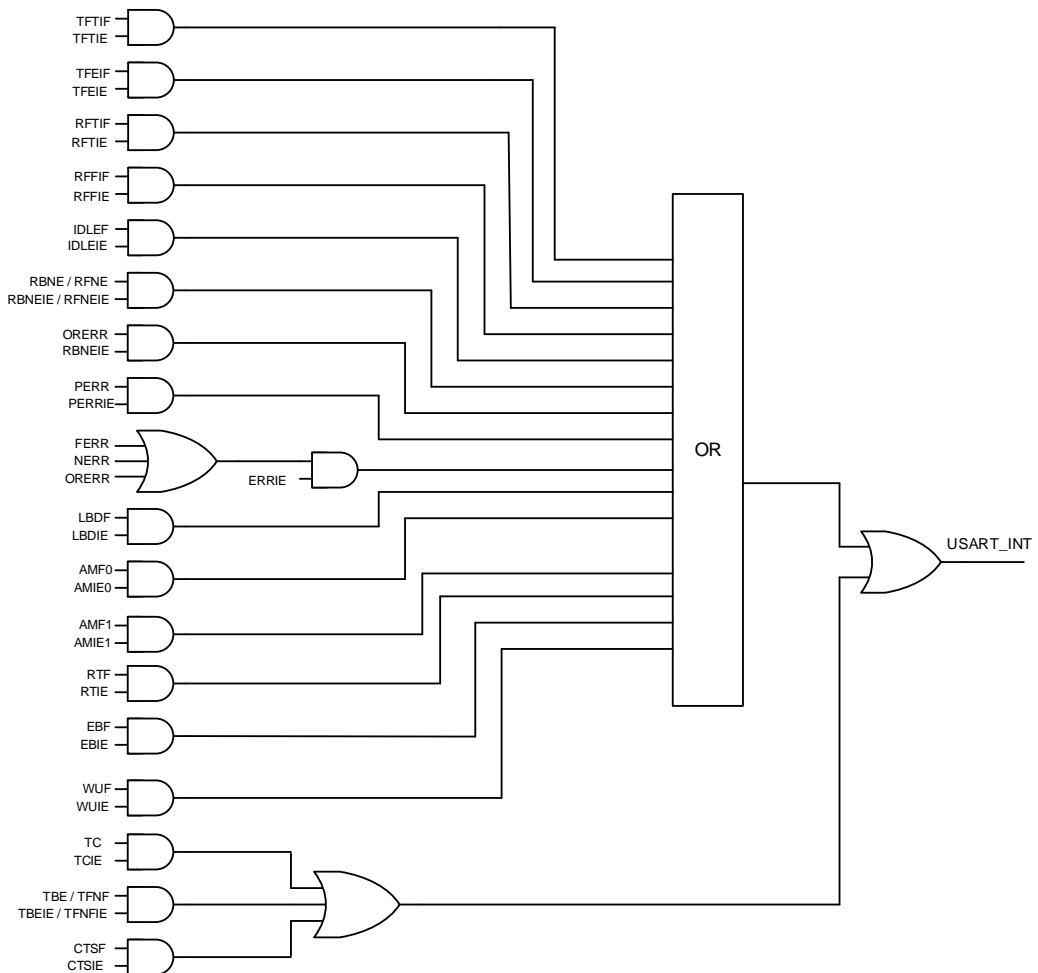 TFTIF
TFTIE
TFEIF
TFEIE
RFTIF
RFTIE
RFFIF
RFFIE
IDLEF
IDLEIE
RBNE / RFNE
RBNEIE / RFNEIE
ORERR
RBNEIE
PERR
PERRIE
FERR
NERR
ORERR
ERRIE
OR
LBDF
LBDIE
USART_INT
AMF0
AMIE0
AMF1
AMIE1
RTF
RTIE
EBF
EBIE
WUF
WUIE
TC
TCIE
TBE / TFNF
TBEIE / TFNFIE
CTSF
CTSIE